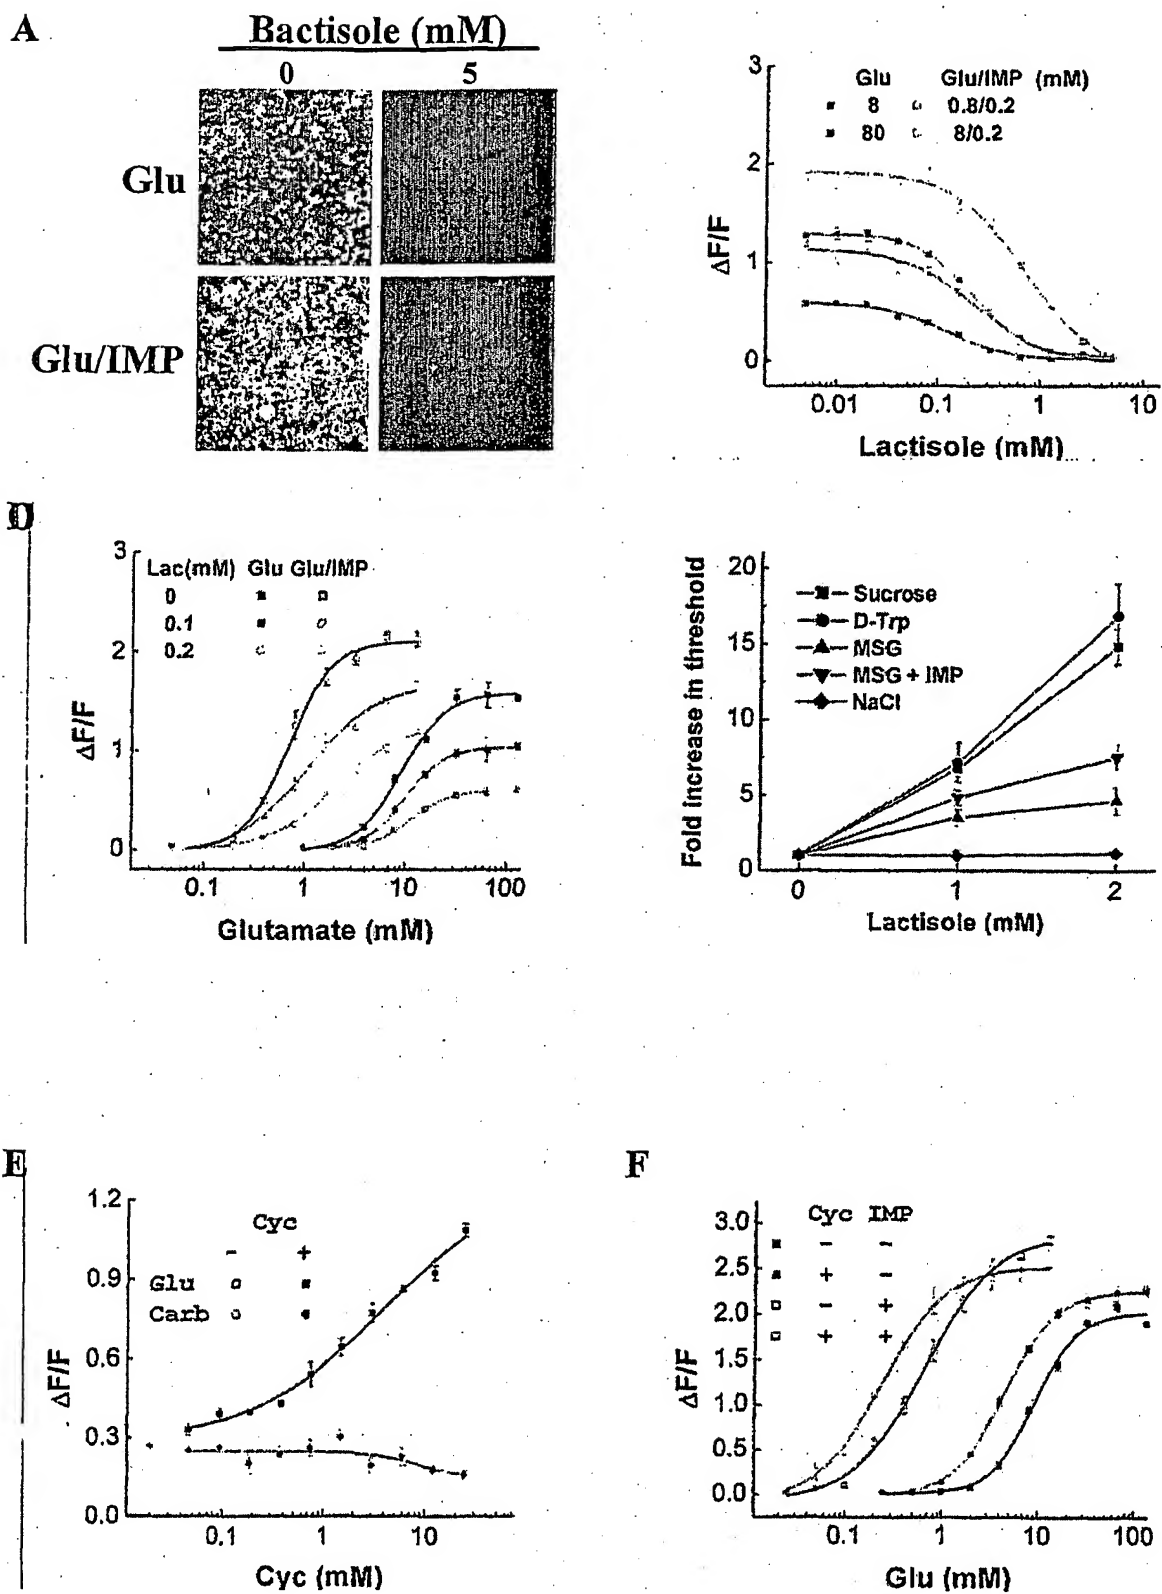 A
Bactisole (mM)
0 5
Glu
Glu/IMP
3
2
1
0
ΔF/F
Glu Glu/IMP (mM)
8 0.8/0.2
80 8/0.2
0.01 0.1 1 10
Lactisole (mM)
D
3
2
1
0
ΔF/F
Lac(mM) Glu Glu/IMP
0
0.1
0.2
0.1 1 10 100
Glutamate (mM)
20
15
10
5
0
Fold increase in threshold
Sucrose
D-Trp
MSG
MSG + IMP
NaCl
0 1 2
Lactisole (mM)
E
1.2
0.9
0.6
0.3
0.0
ΔF/F
Cyc
- +
Glu
Carb
0.1 1 10
Cyc (mM)
F
3.0
2.5
2.0
1.5
1.0
0.5
0.0
ΔF/F
Cyc IMP
- -
+ -
- +
+ +
0.1 1 10 100
Glu (mM)